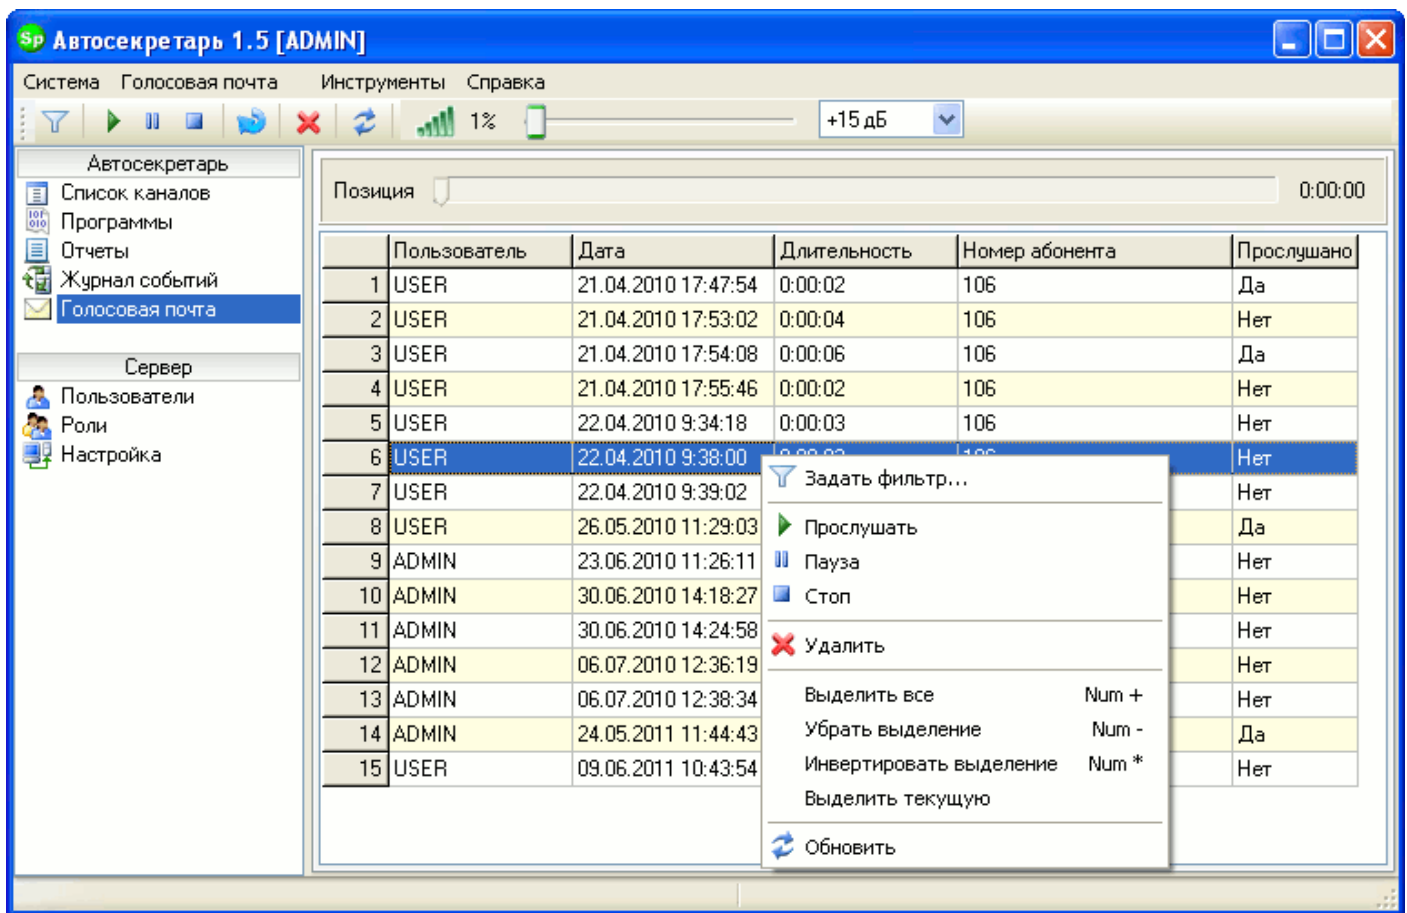 Sp Автосекретарь 1.5 [ADMIN]
Система Голосовая почта Инструменты Справка
1% +15 дБ
Автосекретарь
Список каналов
Программы
Отчеты
Журнал событий
Голосовая почта
Сервер
Пользователи
Роли
Настройка
Позиция 0:00:00
Пользователь Дата Длительность Номер абонента Прослушано
1 USER 21.04.2010 17:47:54 0:00:02 106 Да
2 USER 21.04.2010 17:53:02 0:00:04 106 Нет
3 USER 21.04.2010 17:54:08 0:00:06 106 Да
4 USER 21.04.2010 17:55:46 0:00:02 106 Нет
5 USER 22.04.2010 9:34:18 0:00:03 106 Нет
6 USER 22.04.2010 9:38:00 Нет
7 USER 22.04.2010 9:39:02 Нет
8 USER 26.05.2010 11:29:03 Да
9 ADMIN 23.06.2010 11:26:11 Нет
10 ADMIN 30.06.2010 14:18:27 Нет
11 ADMIN 30.06.2010 14:24:58 Нет
12 ADMIN 06.07.2010 12:36:19 Нет
13 ADMIN 06.07.2010 12:38:34 Нет
14 ADMIN 24.05.2011 11:44:43 Да
15 USER 09.06.2011 10:43:54 Нет
Задать фильтр...
Прослушать
Пауза
Стоп
Удалить
Выделить все Num +
Убрать выделение Num -
Инвертировать выделение Num *
Выделить текущую
Обновить